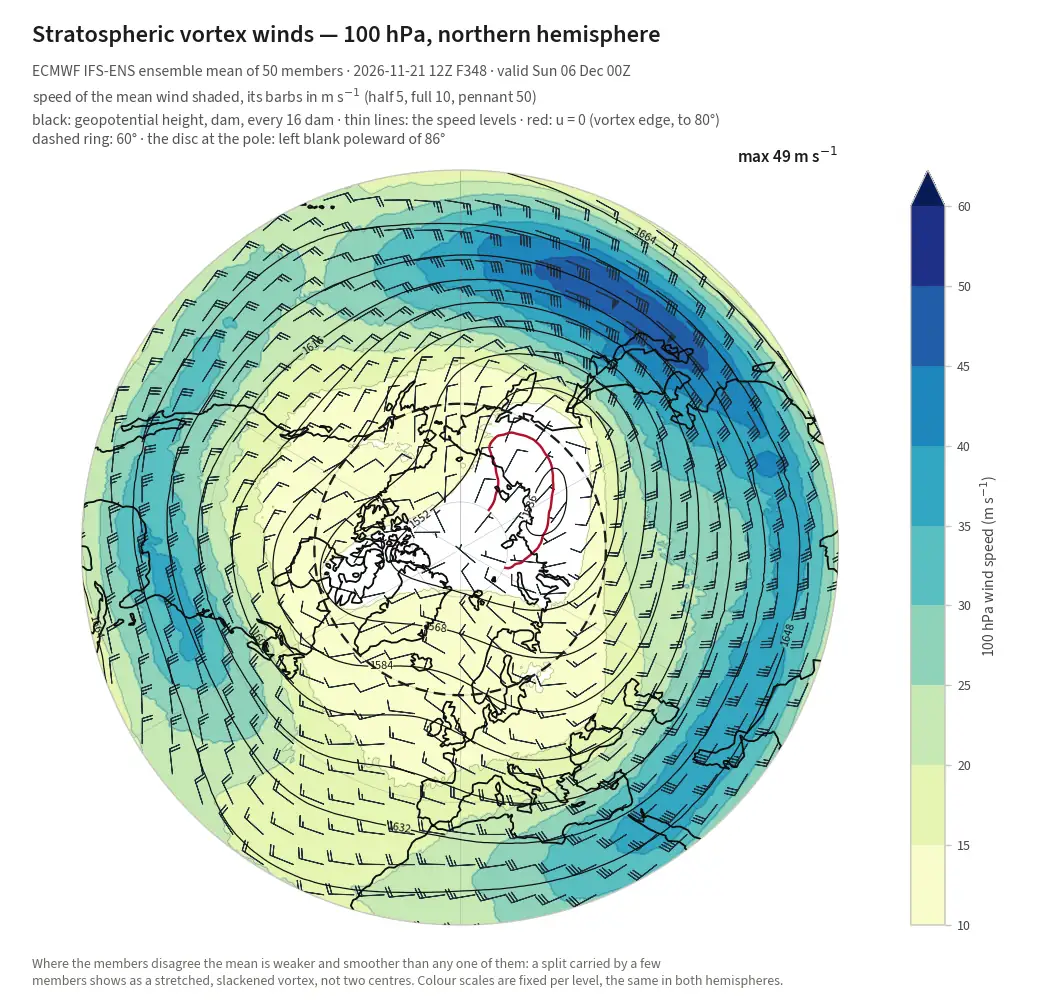 Stratospheric vortex winds — 100 hPa, northern hemisphere
ECMWF IFS-ENS ensemble mean of 50 members · 2026-11-21 12Z F348 · valid Sun 06 Dec 00Z
speed of the mean wind shaded, its barbs in m s⁻¹ (half 5, full 10, pennant 50)
black: geopotential height, dam, every 16 dam · thin lines: the speed levels · red: u = 0 (vortex edge, to 80°)
dashed ring: 60° · the disc at the pole: left blank poleward of 86°
max 49 m s⁻¹
1664
1616
1552
1568
1584
1648
1632
60
50
45
40
35
30
25
20
15
10
100 hPa wind speed (m s⁻¹)
Where the members disagree the mean is weaker and smoother than any one of them: a split carried by a few
members shows as a stretched, slackened vortex, not two centres. Colour scales are fixed per level, the same in both hemispheres.